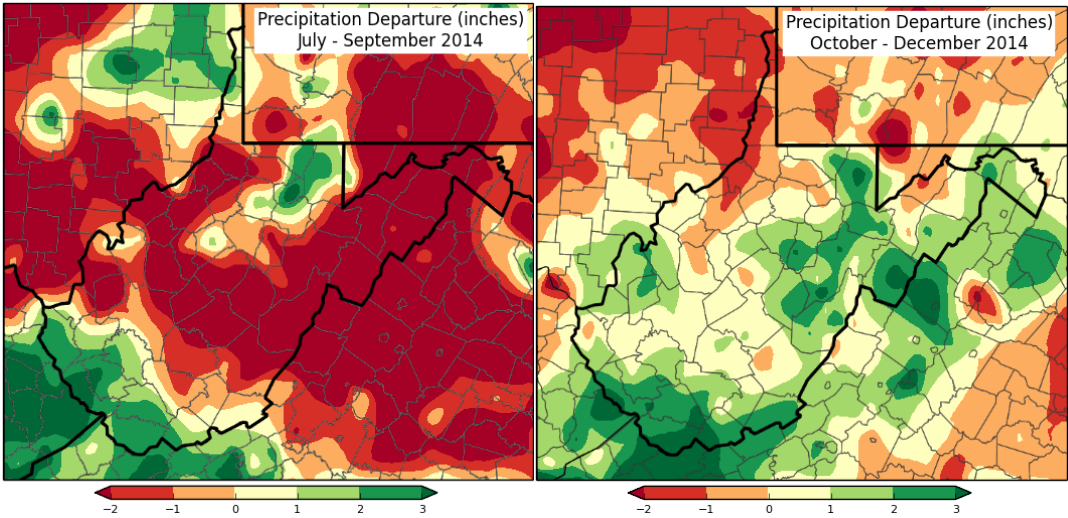 Precipitation Departure (inches)
July - September 2014
Precipitation Departure (inches)
October - December 2014
−2 −1 0 1 2 3
−2 −1 0 1 2 3